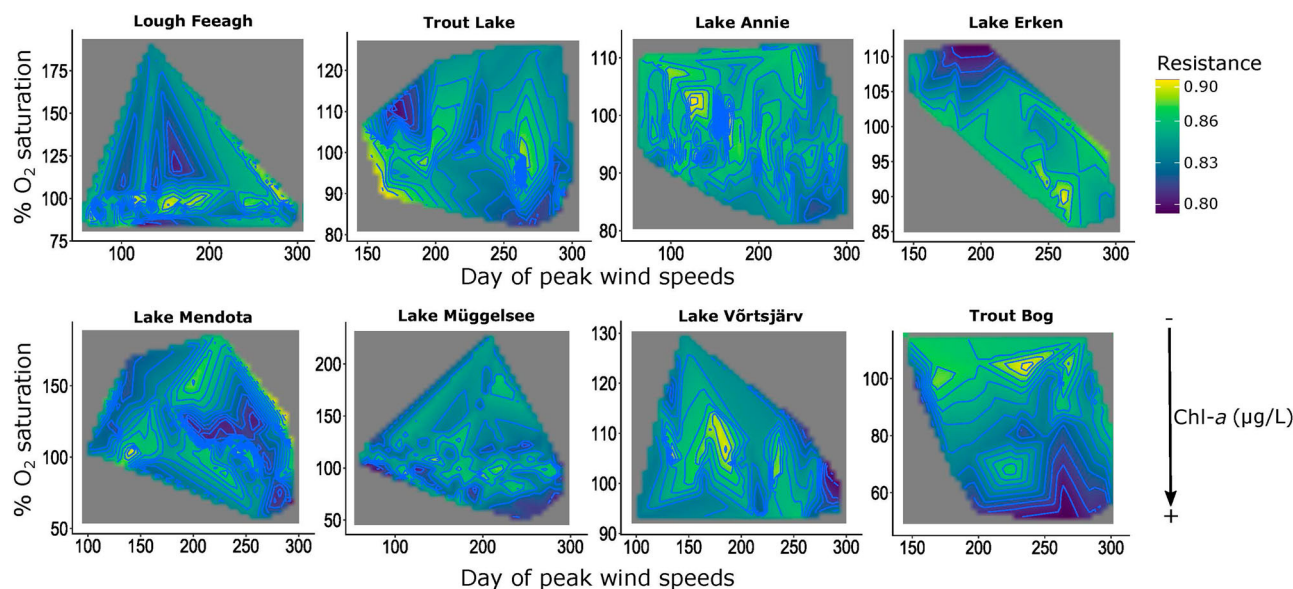 Lough Feeagh Trout Lake Lake Annie Lake Erken
% O2 saturation
175
150
125
100
75
100 200 300
120
110
100
90
80
150 200 250 300
110
100
90
80
100 200 300
110
105
100
95
90
85
150 200 250 300
Resistance
0.90
0.86
0.83
0.80
Day of peak wind speeds
Lake Mendota Lake Müggelsee Lake Võrtsjärv Trout Bog
% O2 saturation
150
100
50
100 150 200 250 300
200
150
100
50
100 200 300
130
120
110
100
90
100 150 200 250 300
100
80
60
150 200 250 300
-
Chl-a (µg/L)
+
Day of peak wind speeds